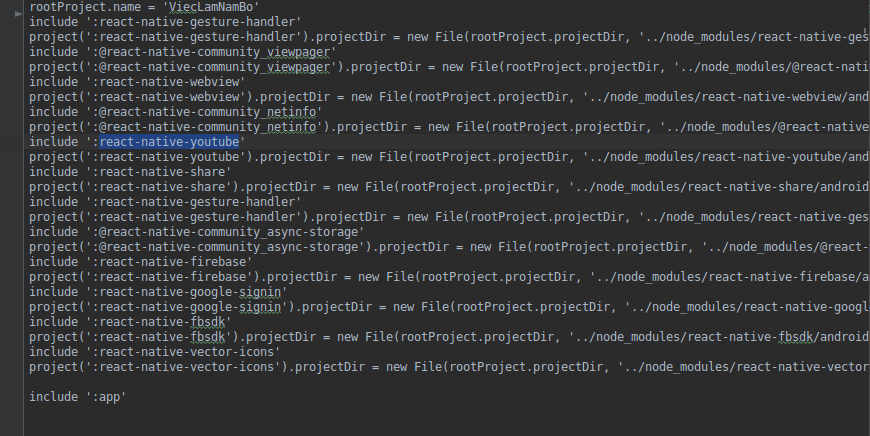 rootProject.name = 'ViecLamNamBo'
include ':react-native-gesture-handler'
project(':react-native-gesture-handler').projectDir = new File(rootProject.projectDir, '../node_modules/react-native-ges
include ':@react-native-community_viewpager'
project(':@react-native-community_viewpager').projectDir = new File(rootProject.projectDir, '../node_modules/@react-nati
include ':react-native-webview'
project(':react-native-webview').projectDir = new File(rootProject.projectDir, '../node_modules/react-native-webview/and
include ':@react-native-community_netinfo'
project(':@react-native-community_netinfo').projectDir = new File(rootProject.projectDir, '../node_modules/@react-native
include ':react-native-youtube'
project(':react-native-youtube').projectDir = new File(rootProject.projectDir, '../node_modules/react-native-youtube/and
include ':react-native-share'
project(':react-native-share').projectDir = new File(rootProject.projectDir, '../node_modules/react-native-share/android
include ':react-native-gesture-handler'
project(':react-native-gesture-handler').projectDir = new File(rootProject.projectDir, '../node_modules/react-native-ges
include ':@react-native-community_async-storage'
project(':@react-native-community_async-storage').projectDir = new File(rootProject.projectDir, '../node_modules/@react-
include ':react-native-firebase'
project(':react-native-firebase').projectDir = new File(rootProject.projectDir, '../node_modules/react-native-firebase/a
include ':react-native-google-signin'
project(':react-native-google-signin').projectDir = new File(rootProject.projectDir, '../node_modules/react-native-googl
include ':react-native-fbsdk'
project(':react-native-fbsdk').projectDir = new File(rootProject.projectDir, '../node_modules/react-native-fbsdk/android
include ':react-native-vector-icons'
project(':react-native-vector-icons').projectDir = new File(rootProject.projectDir, '../node_modules/react-native-vector
include ':app'